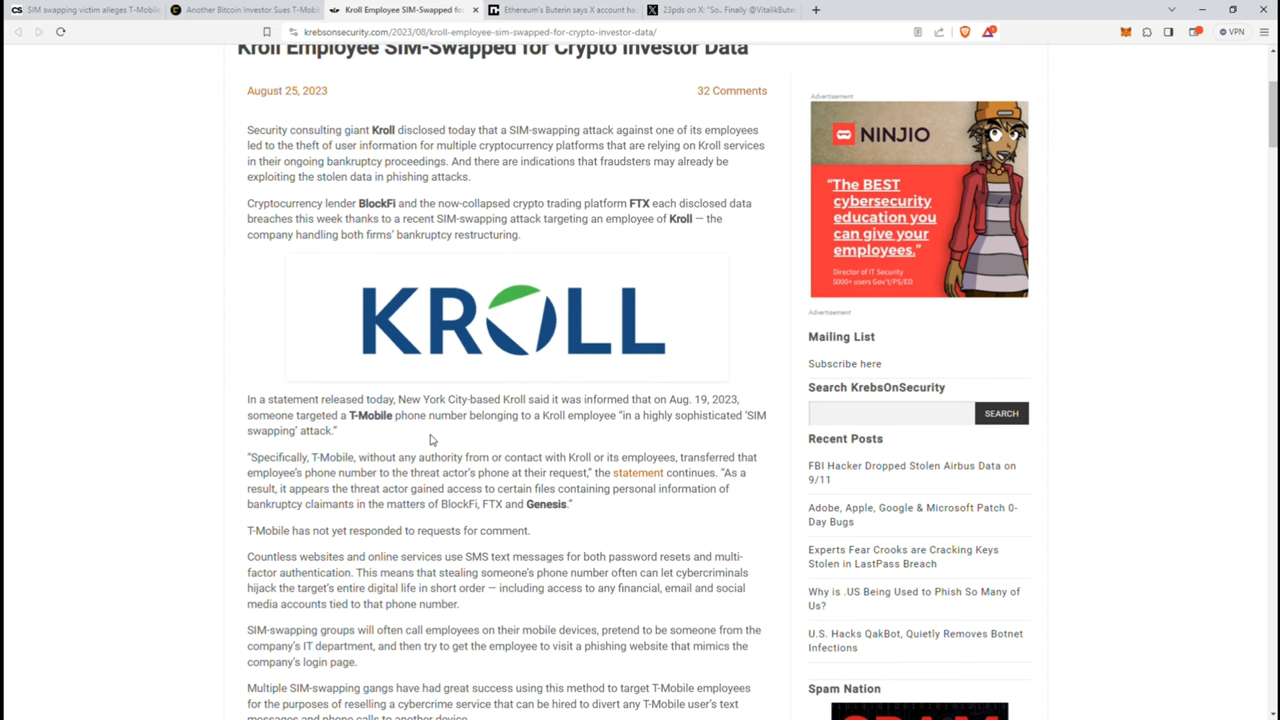 SIM swapping victim alleges T-Mobile
Another Bitcoin Investor Sues T-Mobi
Kroll Employee SIM-Swapped fo
Ethereum's Buterin says X account ha
23pds on X: "So.. Finally @VitalikButer
krebsonsecurity.com/2023/08/kroll-employee-sim-swapped-for-crypto-investor-data/
VPN
Kroll Employee SIM-Swapped for Crypto Investor Data
August 25, 2023
32 Comments
Security consulting giant Kroll disclosed today that a SIM-swapping attack against one of its employees
led to the theft of user information for multiple cryptocurrency platforms that are relying on Kroll services
in their ongoing bankruptcy proceedings. And there are indications that fraudsters may already be
exploiting the stolen data in phishing attacks.
Cryptocurrency lender BlockFi and the now-collapsed crypto trading platform FTX each disclosed data
breaches this week thanks to a recent SIM-swapping attack targeting an employee of Kroll — the
company handling both firms' bankruptcy restructuring.
KROLL
In a statement released today, New York City-based Kroll said it was informed that on Aug. 19, 2023,
someone targeted a T-Mobile phone number belonging to a Kroll employee "in a highly sophisticated 'SIM
swapping' attack."
"Specifically, T-Mobile, without any authority from or contact with Kroll or its employees, transferred that
employee's phone number to the threat actor's phone at their request," the statement continues. "As a
result, it appears the threat actor gained access to certain files containing personal information of
bankruptcy claimants in the matters of BlockFi, FTX and Genesis."
T-Mobile has not yet responded to requests for comment.
Countless websites and online services use SMS text messages for both password resets and multi-
factor authentication. This means that stealing someone's phone number often can let cybercriminals
hijack the target's entire digital life in short order — including access to any financial, email and social
media accounts tied to that phone number.
SIM-swapping groups will often call employees on their mobile devices, pretend to be someone from the
company's IT department, and then try to get the employee to visit a phishing website that mimics the
company's login page.
Multiple SIM-swapping gangs have had great success using this method to target T-Mobile employees
for the purposes of reselling a cybercrime service that can be hired to divert any T-Mobile user's text
messages and phone calls to another device.
Advertisement
NINJIO
"The BEST
cybersecurity
education you
can give your
employees."
Director of IT Security
5000+ users Gov't/PS/ED
Advertisement
Mailing List
Subscribe here
Search KrebsOnSecurity
SEARCH
Recent Posts
FBI Hacker Dropped Stolen Airbus Data on
9/11
Adobe, Apple, Google & Microsoft Patch 0-
Day Bugs
Experts Fear Crooks are Cracking Keys
Stolen in LastPass Breach
Why is .US Being Used to Phish So Many of
Us?
U.S. Hacks QakBot, Quietly Removes Botnet
Infections
Spam Nation
SPAM